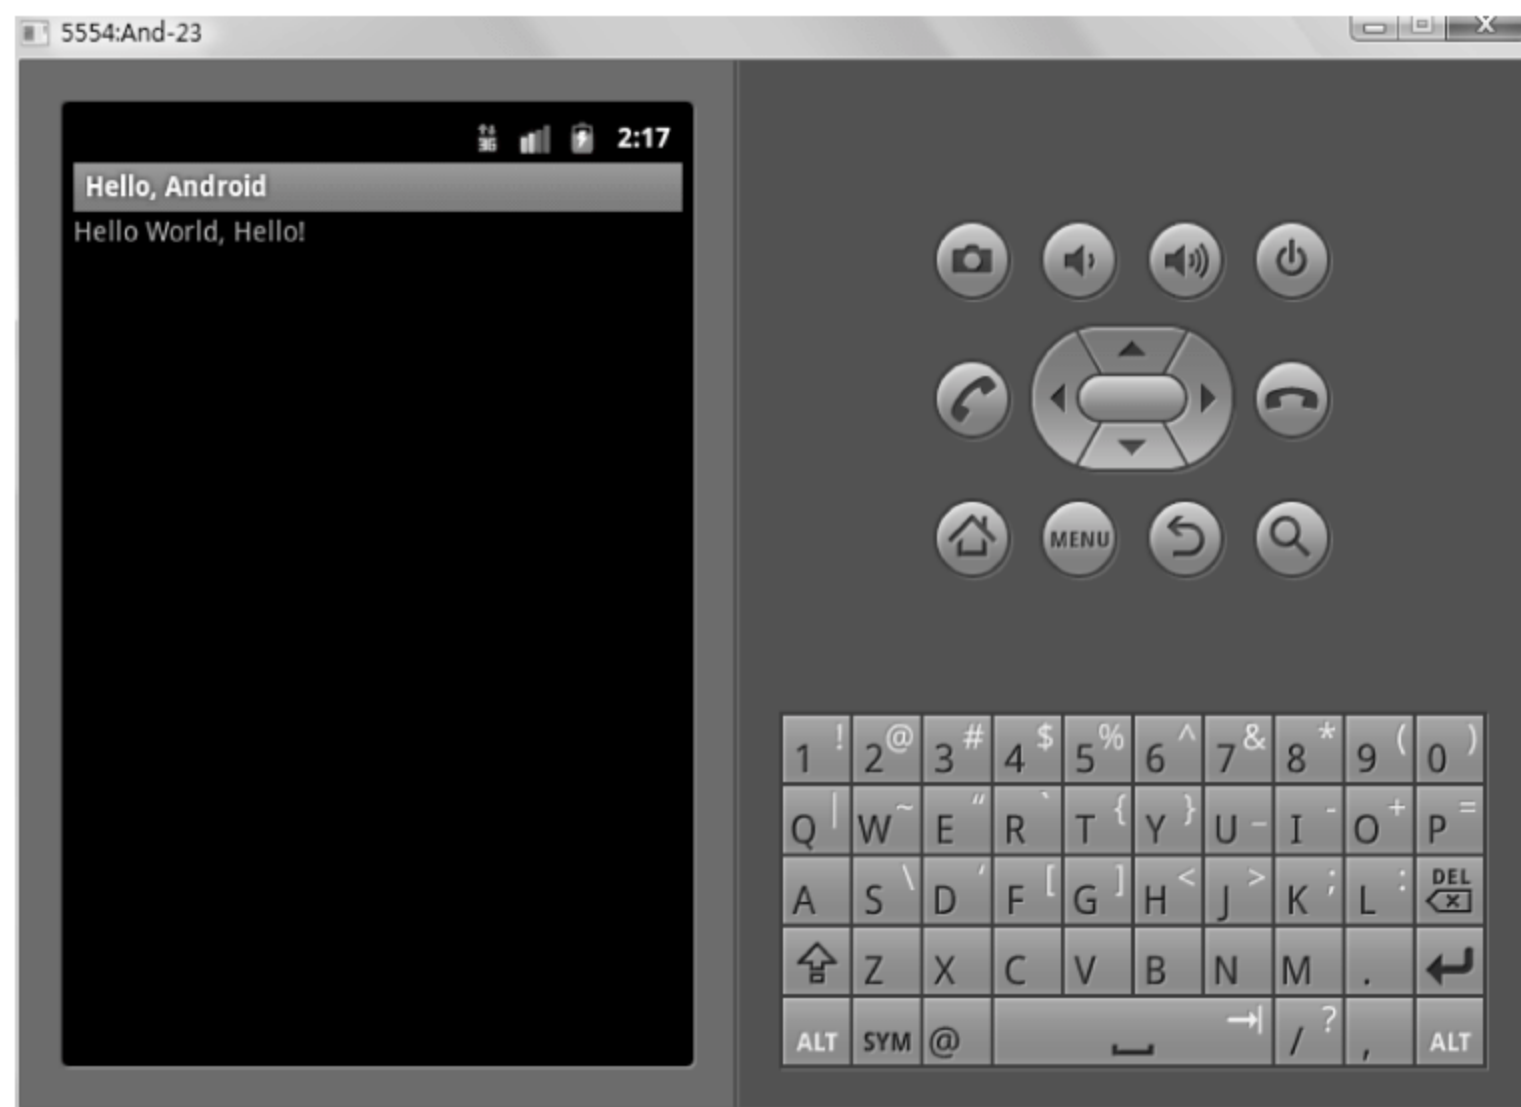 5554:And-23
3G 2:17
Hello, Android
Hello World, Hello!
MENU
1 ! 2 @ 3 # 4 $ 5 % 6 ^ 7 & 8 * 9 ( 0 )
Q | W ~ E " R ` T { Y } U _ I - O + P =
A S \ D ' F [ G ] H < J > K ; L : DEL
Z X C V B N M .
ALT SYM @ / ? , ALT